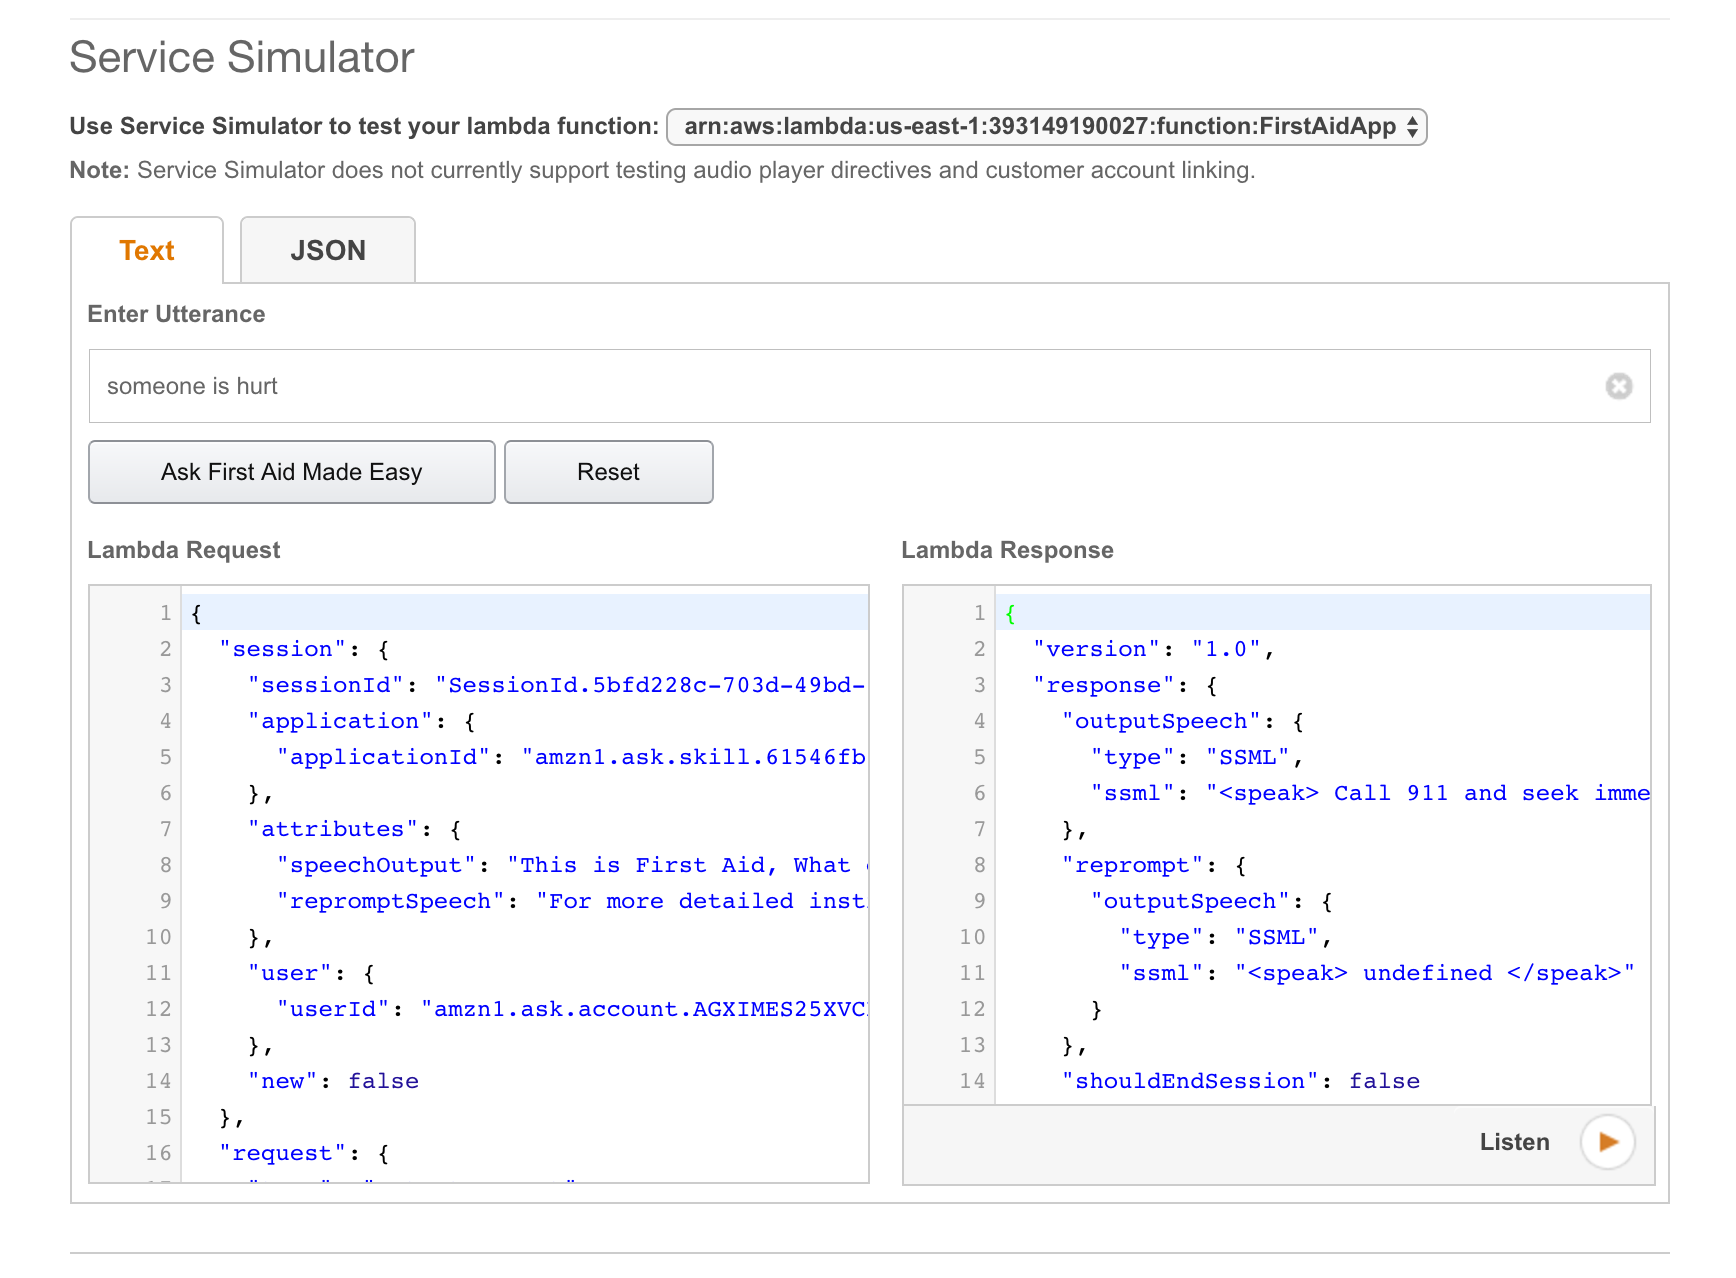 Service Simulator
Use Service Simulator to test your lambda function: arn:aws:lambda:us-east-1:393149190027:function:FirstAidApp
Note: Service Simulator does not currently support testing audio player directives and customer account linking.
Text JSON
Enter Utterance
someone is hurt
Ask First Aid Made Easy Reset
Lambda Request
1 {
2 "session": {
3 "sessionId": "SessionId.5bfd228c-703d-49bd-
4 "application": {
5 "applicationId": "amzn1.ask.skill.61546fb
6 },
7 "attributes": {
8 "speechOutput": "This is First Aid, What
9 "repromptSpeech": "For more detailed inst
10 },
11 "user": {
12 "userId": "amzn1.ask.account.AGXIMES25XVC
13 },
14 "new": false
15 },
16 "request": {
Lambda Response
1 {
2 "version": "1.0",
3 "response": {
4 "outputSpeech": {
5 "type": "SSML",
6 "ssml": "<speak> Call 911 and seek imme
7 },
8 "reprompt": {
9 "outputSpeech": {
10 "type": "SSML",
11 "ssml": "<speak> undefined </speak>"
12 }
13 },
14 "shouldEndSession": false
Listen